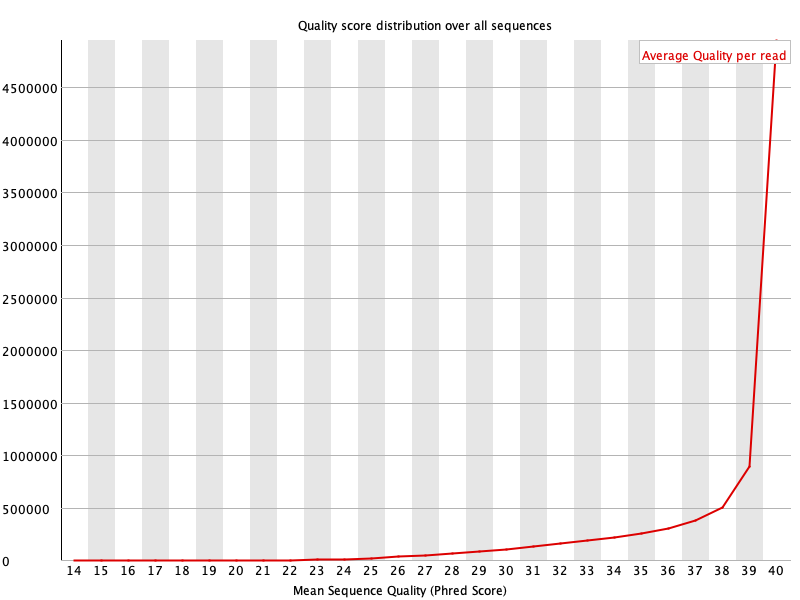 Quality score distribution over all sequences
Average Quality per read
4500000
4000000
3500000
3000000
2500000
2000000
1500000
1000000
500000
0
14 15 16 17 18 19 20 21 22 23 24 25 26 27 28 29 30 31 32 33 34 35 36 37 38 39 40
Mean Sequence Quality (Phred Score)